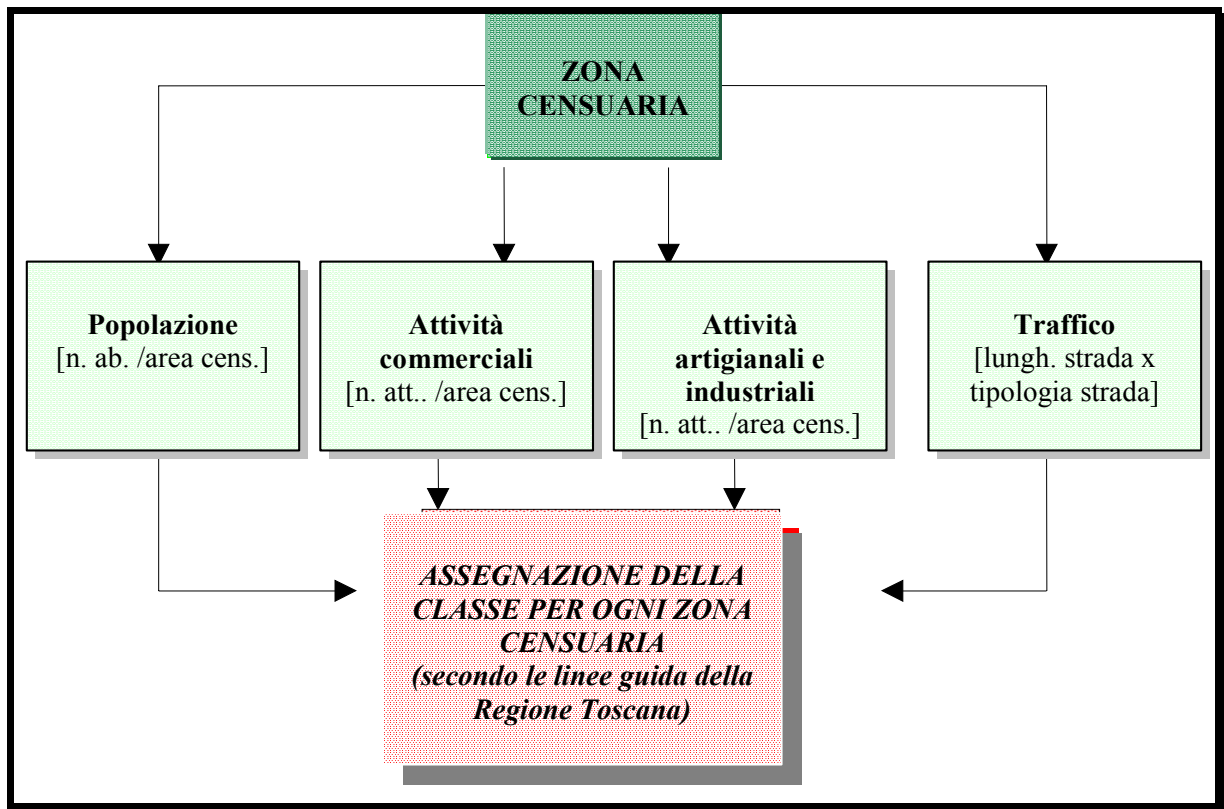 ZONA
CENSUARIA
Popolazione
[n. ab. /area cens.]
Attività
commerciali
[n. att.. /area cens.]
Attività
artigianali e
industriali
[n. att.. /area cens.]
Traffico
[lungh. strada x
tipologia strada]
ASSEGNAZIONE DELLA
CLASSE PER OGNI ZONA
CENSUARIA
(secondo le linee guida della
Regione Toscana)